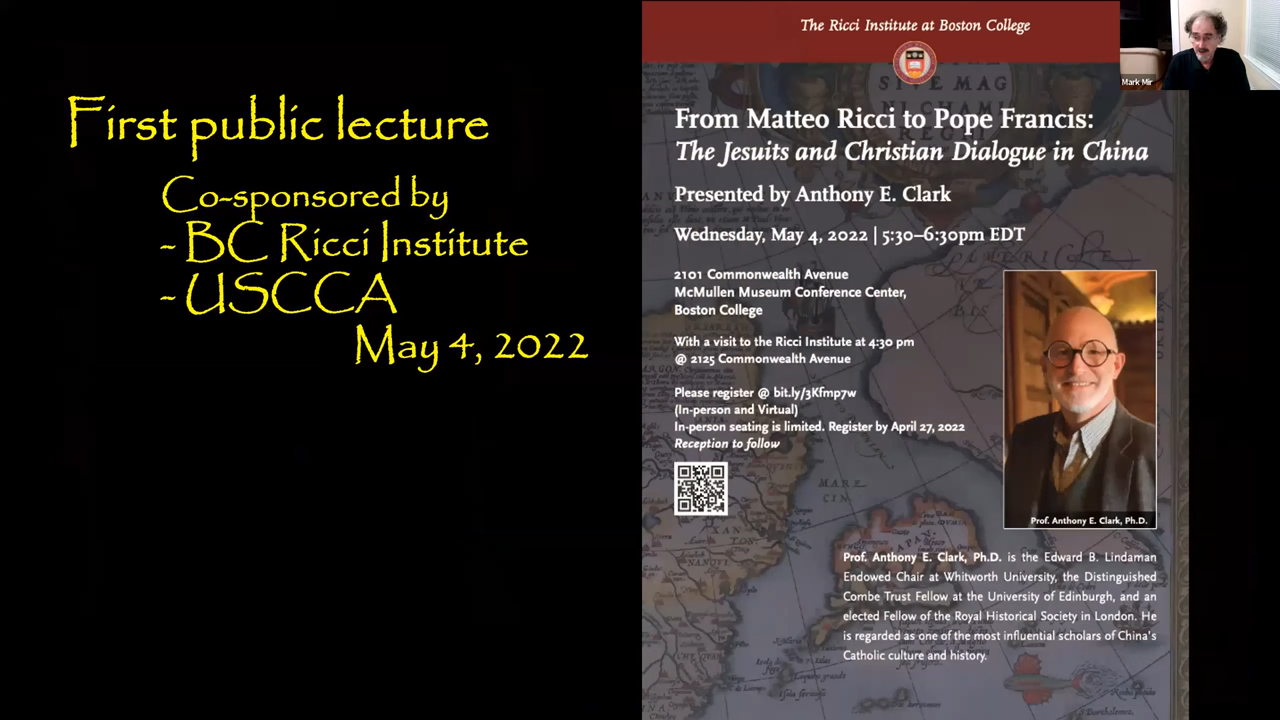 First public lecture
Co-sponsored by
- BC Ricci Institute
- USCCA
May 4, 2022
The Ricci Institute at Boston College
Mark Mir
SITE MAG
NI CHAMI
From Matteo Ricci to Pope Francis:
The Jesuits and Christian Dialogue in China
Presented by Anthony E. Clark
Wednesday, May 4, 2022 | 5:30–6:30pm EDT
2101 Commonwealth Avenue
McMullen Museum Conference Center,
Boston College
With a visit to the Ricci Institute at 4:30 pm
@ 2125 Commonwealth Avenue
Please register @ bit.ly/3Kfmp7w
(In-person and Virtual)
In-person seating is limited. Register by April 27, 2022
Reception to follow
MARE
CIN
Prof. Anthony E. Clark, Ph.D.
Prof. Anthony E. Clark, Ph.D. is the Edward B. Lindaman
Endowed Chair at Whitworth University, the Distinguished
Combe Trust Fellow at the University of Edinburgh, and an
elected Fellow of the Royal Historical Society in London. He
is regarded as one of the most influential scholars of China's
Catholic culture and history.